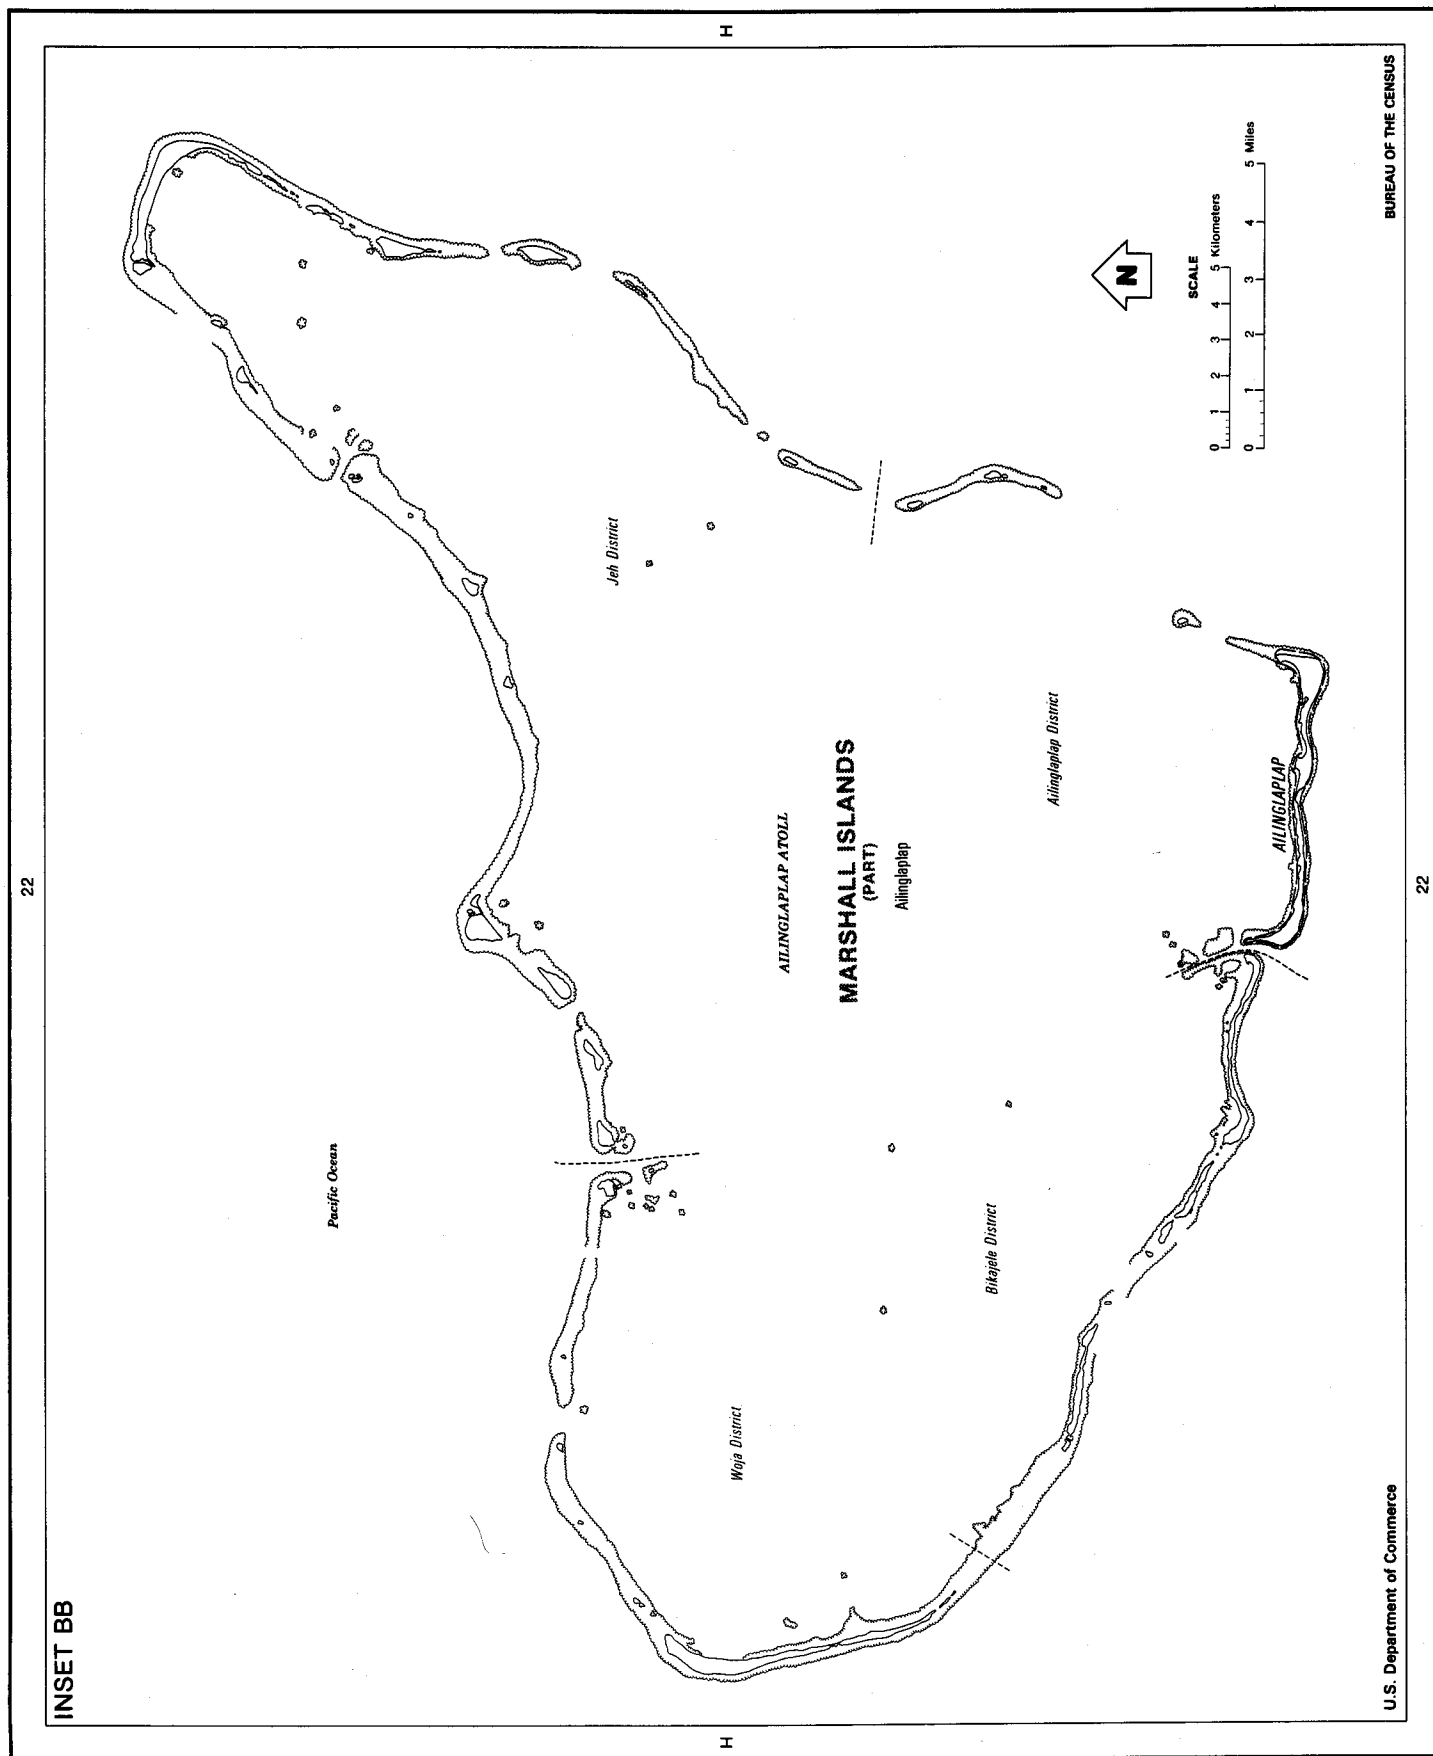 INSET BB
H
22
22
H
Pacific Ocean
Jeh District
AILINGLAPLAP ATOLL
MARSHALL ISLANDS
(PART)
Ailinglaplap
Woja District
Bikajele District
Ailinglaplap District
AILINGLAPLAP
N
SCALE
0 1 2 3 4 5 Kilometers
0 1 2 3 4 5 Miles
U.S. Department of Commerce
BUREAU OF THE CENSUS